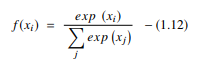 f(xᵢ) = exp (xᵢ) / ∑ⱼ exp (xⱼ) − (1.12)